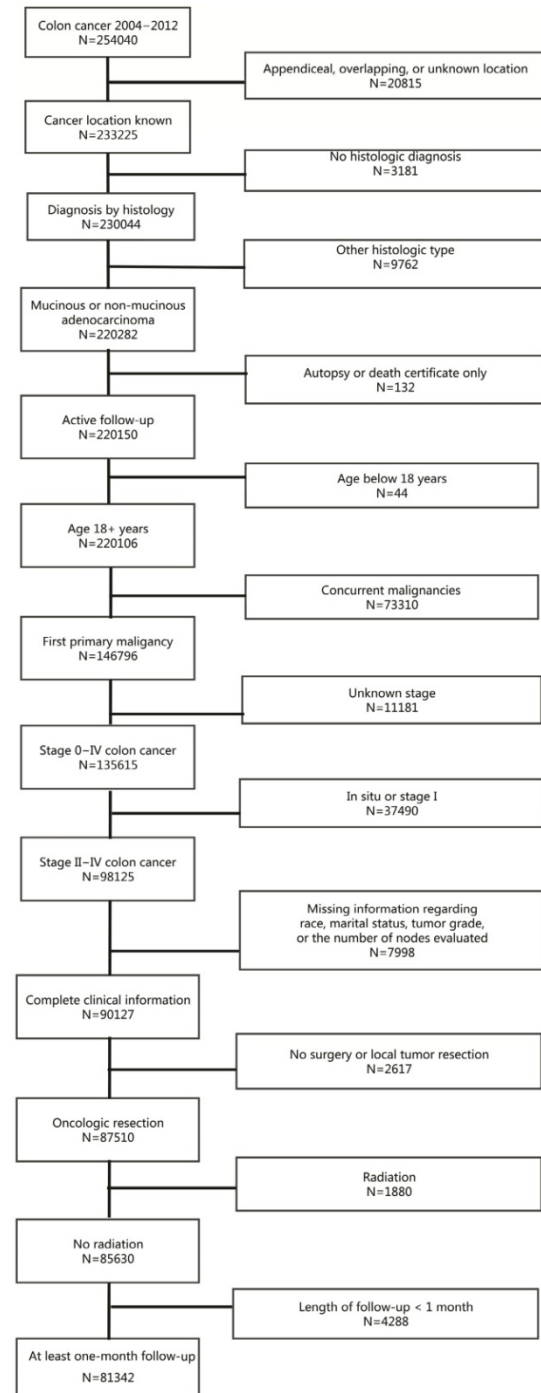 Colon cancer 2004–2012
N=254040
Appendiceal, overlapping, or unknown location
N=20815
Cancer location known
N=233225
No histologic diagnosis
N=3181
Diagnosis by histology
N=230044
Other histologic type
N=9762
Mucinous or non-mucinous
adenocarcinoma
N=220282
Autopsy or death certificate only
N=132
Active follow-up
N=220150
Age below 18 years
N=44
Age 18+ years
N=220106
Concurrent malignancies
N=73310
First primary maligancy
N=146796
Unknown stage
N=11181
Stage 0–IV colon cancer
N=135615
In situ or stage I
N=37490
Stage II–IV colon cancer
N=98125
Missing information regarding
race, marital status, tumor grade,
or the number of nodes evaluated
N=7998
Complete clinical information
N=90127
No surgery or local tumor resection
N=2617
Oncologic resection
N=87510
Radiation
N=1880
No radiation
N=85630
Length of follow-up < 1 month
N=4288
At least one-month follow-up
N=81342